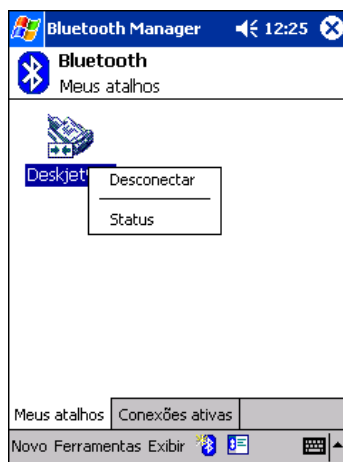 Bluetooth Manager 12:25
Bluetooth
Meus atalhos
Deskjet
Desconectar
Status
Meus atalhos Conexões ativas
Novo Ferramentas Exibir